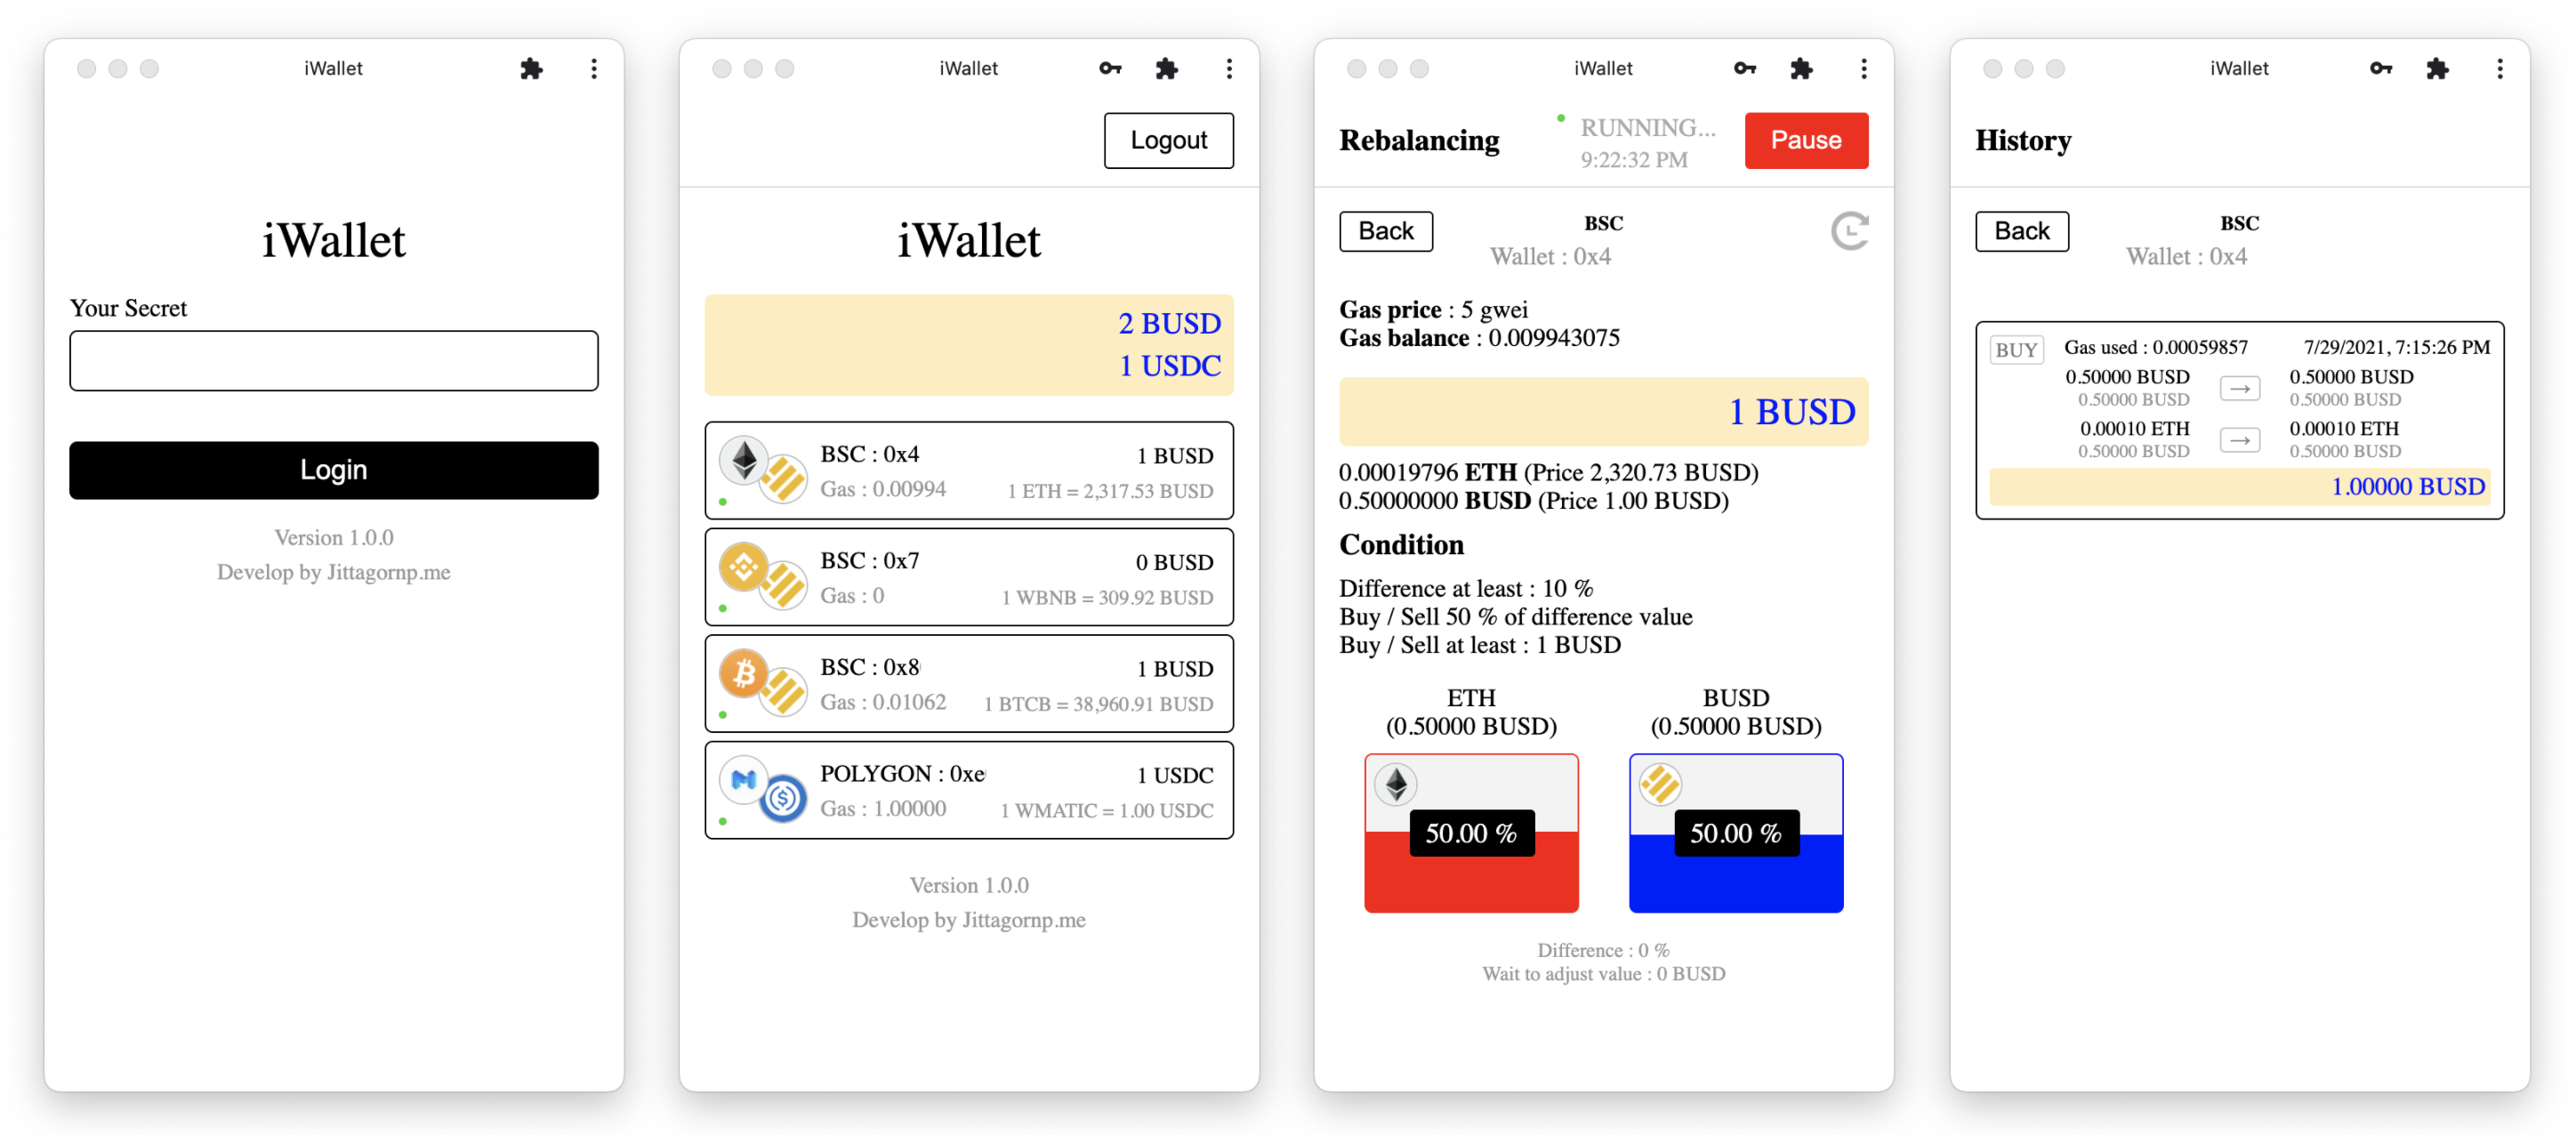 iWallet
iWallet
Your Secret
Login
Version 1.0.0
Develop by Jittagornp.me
iWallet
Logout
iWallet
2 BUSD
1 USDC
BSC : 0x4
1 BUSD
Gas : 0.00994
1 ETH = 2,317.53 BUSD
BSC : 0x7
0 BUSD
Gas : 0
1 WBNB = 309.92 BUSD
BSC : 0x8
1 BUSD
Gas : 0.01062
1 BTCB = 38,960.91 BUSD
POLYGON : 0xe
1 USDC
Gas : 1.00000
1 WMATIC = 1.00 USDC
Version 1.0.0
Develop by Jittagornp.me
iWallet
Rebalancing
RUNNING...
9:22:32 PM
Pause
Back
BSC
Wallet : 0x4
Gas price : 5 gwei
Gas balance : 0.009943075
1 BUSD
0.00019796 ETH (Price 2,320.73 BUSD)
0.50000000 BUSD (Price 1.00 BUSD)
Condition
Difference at least : 10 %
Buy / Sell 50 % of difference value
Buy / Sell at least : 1 BUSD
ETH
(0.50000 BUSD)
50.00 %
BUSD
(0.50000 BUSD)
50.00 %
Difference : 0 %
Wait to adjust value : 0 BUSD
iWallet
History
Back
BSC
Wallet : 0x4
BUY
Gas used : 0.00059857
7/29/2021, 7:15:26 PM
0.50000 BUSD → 0.50000 BUSD
0.50000 BUSD 0.50000 BUSD
0.00010 ETH → 0.00010 ETH
0.50000 BUSD 0.50000 BUSD
1.00000 BUSD